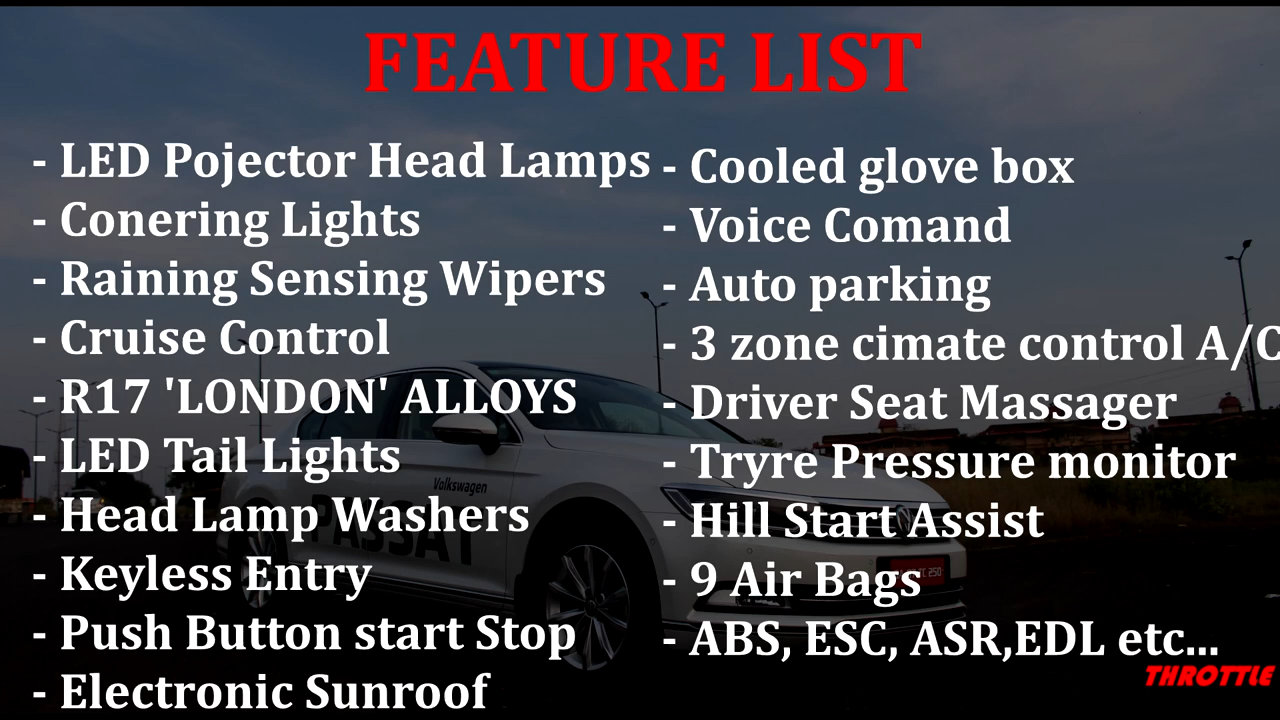 FEATURE LIST
- LED Pojector Head Lamps
- Conering Lights
- Raining Sensing Wipers
- Cruise Control
- R17 'LONDON' ALLOYS
- LED Tail Lights
- Head Lamp Washers
- Keyless Entry
- Push Button start Stop
- Electronic Sunroof
- Cooled glove box
- Voice Comand
- Auto parking
- 3 zone cimate control A/C
- Driver Seat Massager
- Tryre Pressure monitor
- Hill Start Assist
- 9 Air Bags
- ABS, ESC, ASR,EDL etc...
Volkswagen
PASSAT
THROTTLE